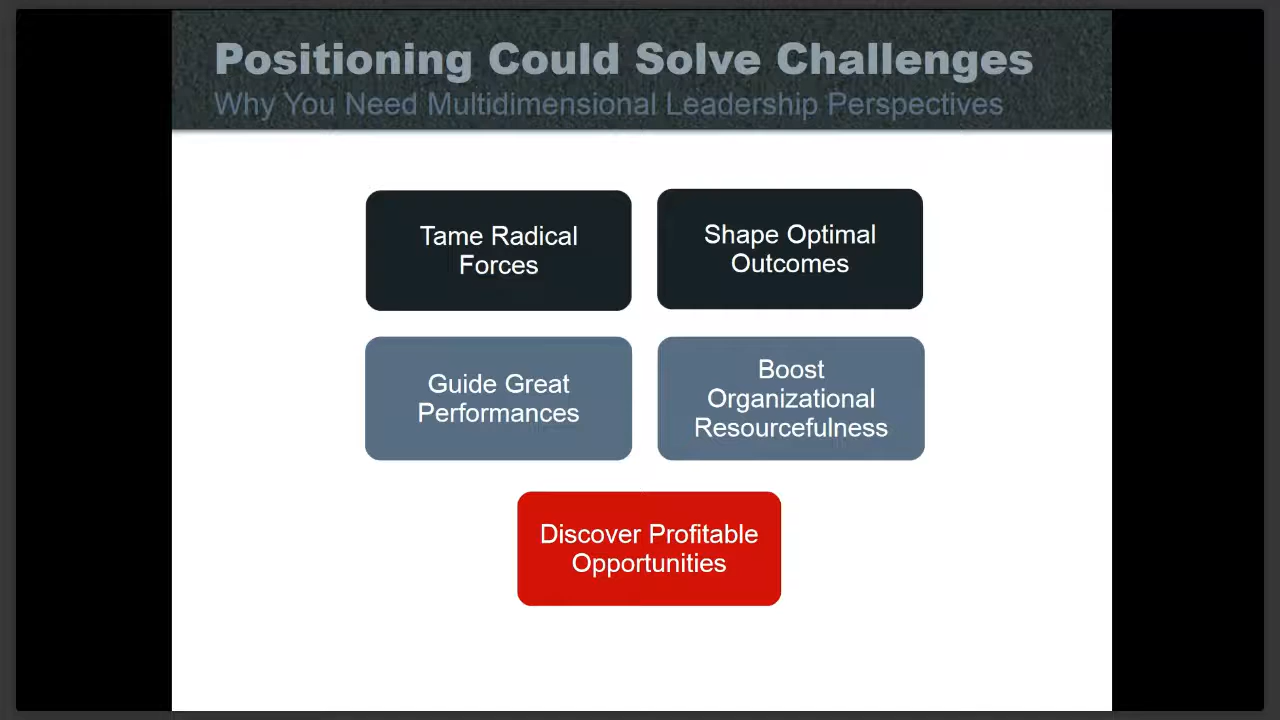 Positioning Could Solve Challenges
Why You Need Multidimensional Leadership Perspectives
Tame Radical
Forces
Shape Optimal
Outcomes
Guide Great
Performances
Boost
Organizational
Resourcefulness
Discover Profitable
Opportunities